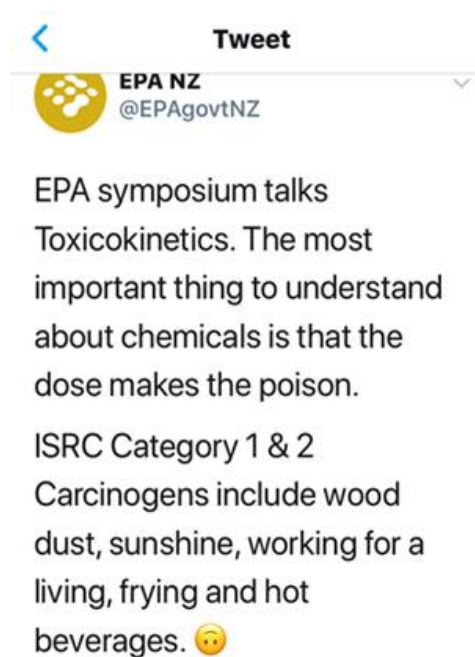 Tweet
EPA NZ
@EPAgovtNZ
EPA symposium talks
Toxicokinetics. The most
important thing to understand
about chemicals is that the
dose makes the poison.
ISRC Category 1 & 2
Carcinogens include wood
dust, sunshine, working for a
living, frying and hot
beverages. 🙃